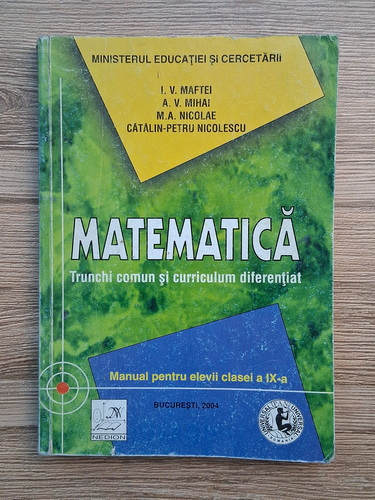 MINISTERUL EDUCAȚIEI ȘI CERCETĂRII
I. V. MAFTEI
A. V. MIHAI
M.A. NICOLAE
CĂTĂLIN-PETRU NICOLESCU
MATEMATICĂ
Trunchi comun și curriculum diferențiat
Manual pentru elevii clasei a IX-a
BUCUREȘTI, 2004
NEDION